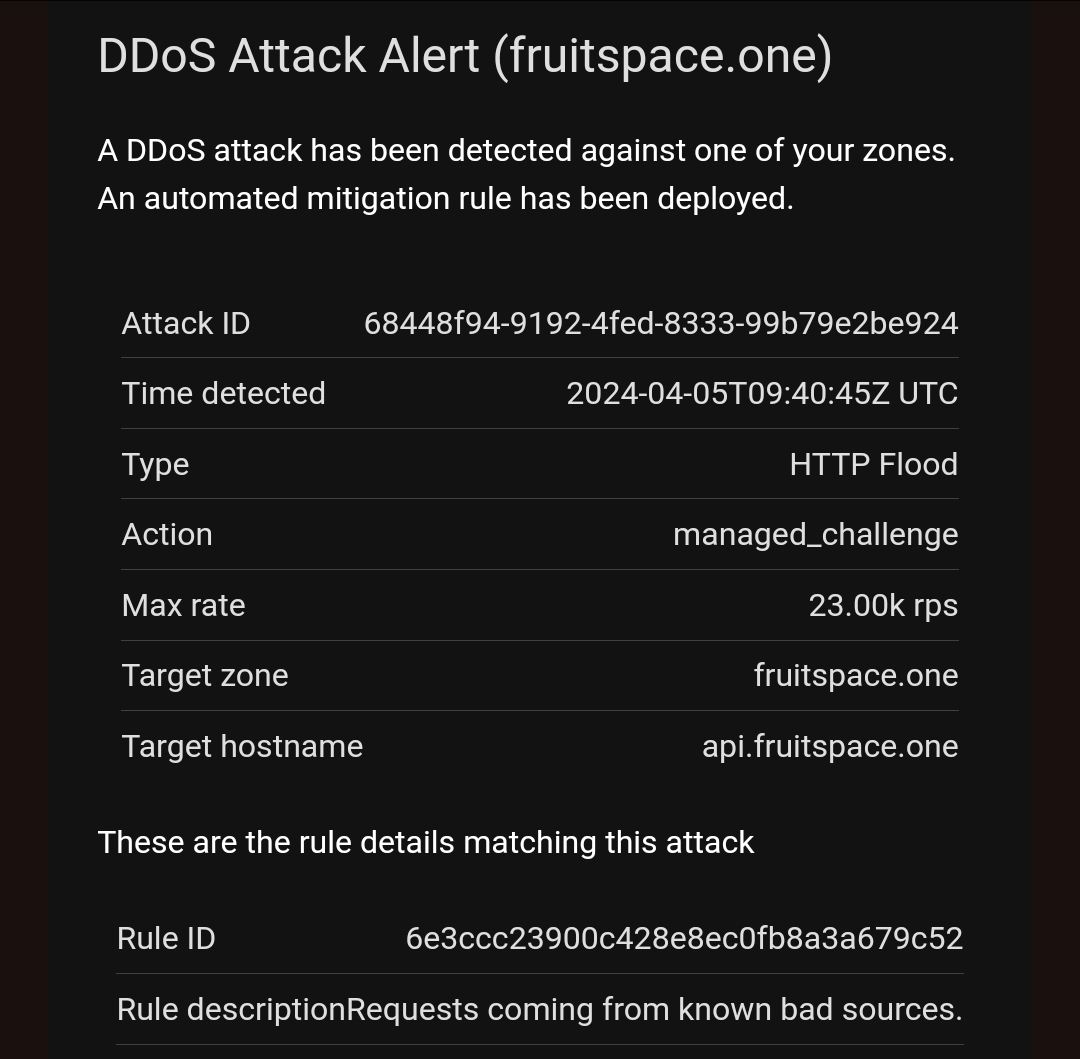 DDoS Attack Alert (fruitspace.one)
A DDoS attack has been detected against one of your zones.
An automated mitigation rule has been deployed.
Attack ID 68448f94-9192-4fed-8333-99b79e2be924
Time detected 2024-04-05T09:40:45Z UTC
Type HTTP Flood
Action managed_challenge
Max rate 23.00k rps
Target zone fruitspace.one
Target hostname api.fruitspace.one
These are the rule details matching this attack
Rule ID 6e3ccc23900c428e8ec0fb8a3a679c52
Rule descriptionRequests coming from known bad sources.